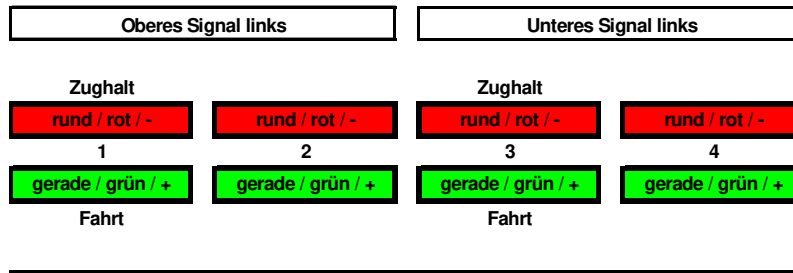 Oberes Signal links Unteres Signal links
Zughalt Zughalt
rund / rot / - rund / rot / - rund / rot / - rund / rot / -
1 2 3 4
gerade / grün / + gerade / grün / + gerade / grün / + gerade / grün / +
Fahrt Fahrt